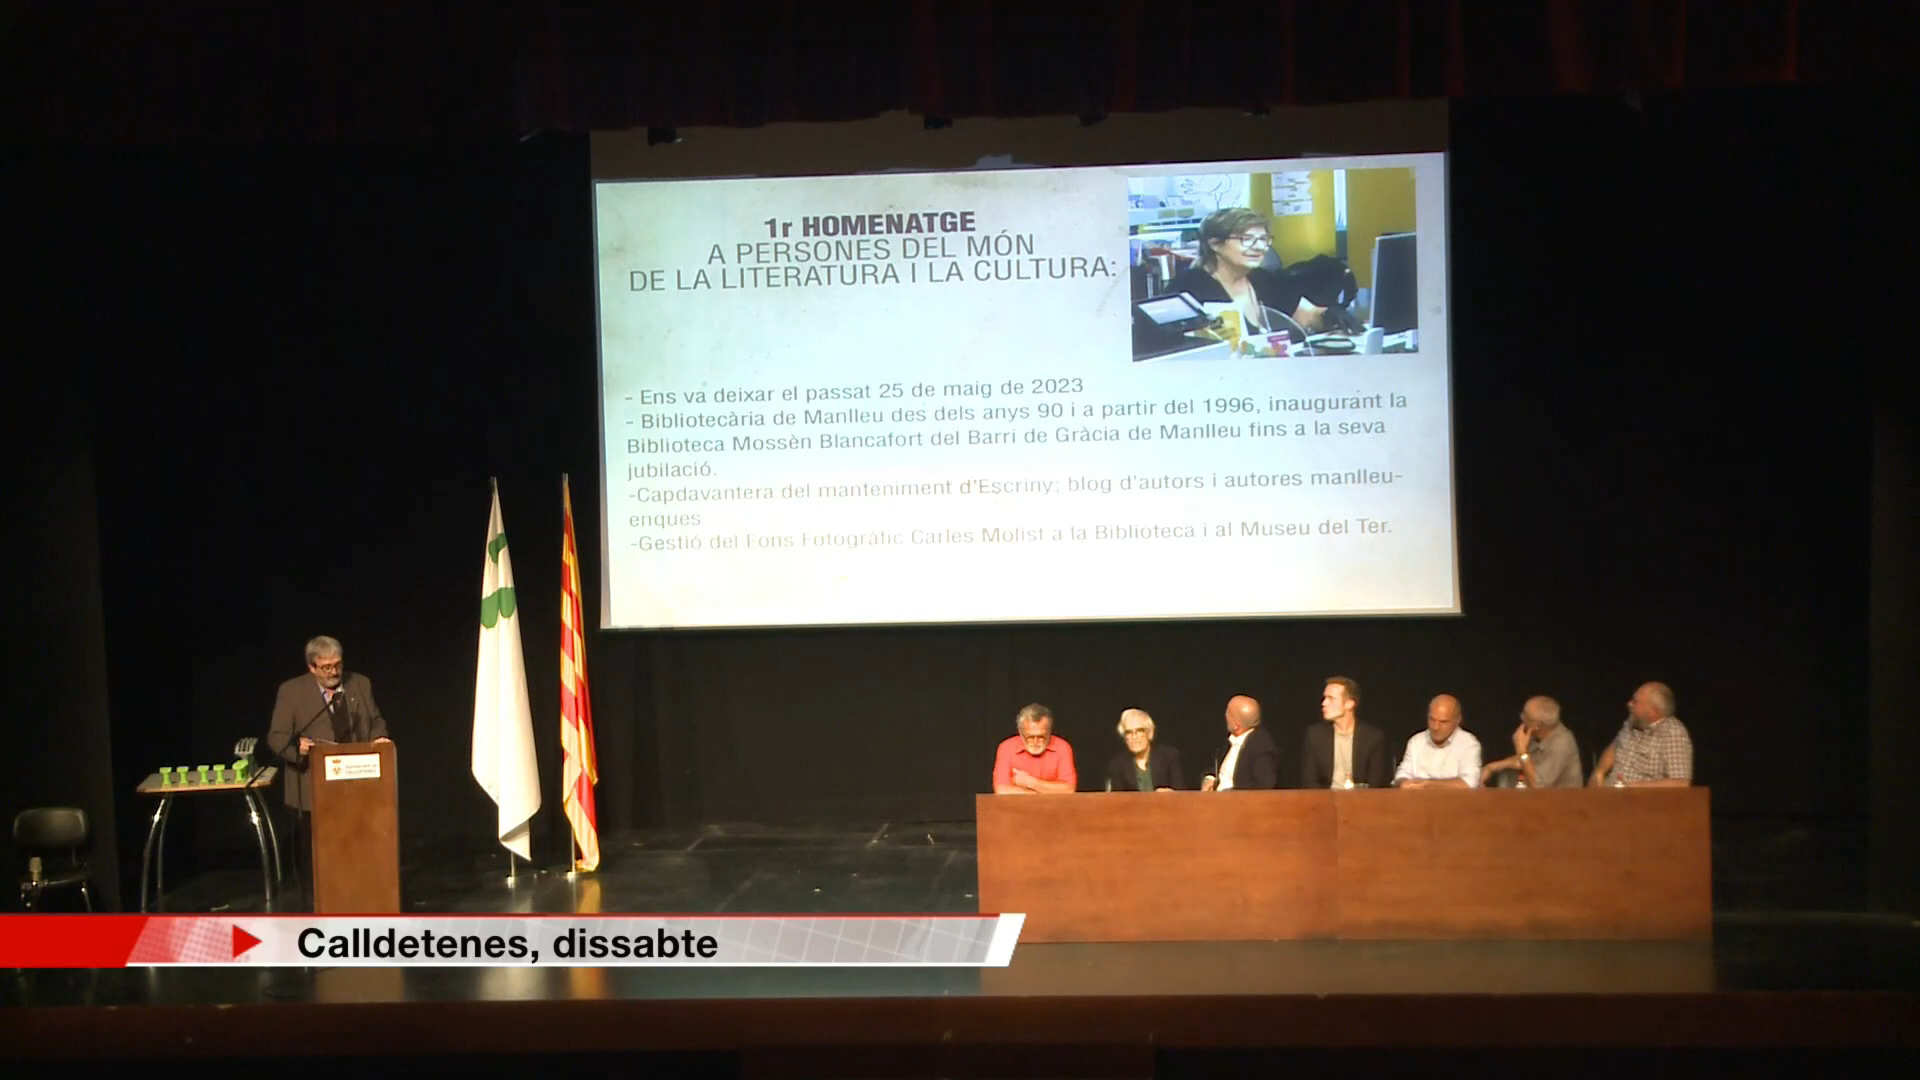 1r HOMENATGE
A PERSONES DEL MÓN
DE LA LITERATURA I LA CULTURA:
- Ens va deixar el passat 25 de maig de 2023
- Bibliotecària de Manlleu des dels anys 90 i a partir del 1996, inaugurant la
Biblioteca Mossèn Blancafort del Barri de Gràcia de Manlleu fins a la seva
jubilació.
-Capdavantera del manteniment d'Escriny: blog d'autors i autores manlleu-
enques
-Gestió del Fons Fotogràfic Carles Molist a la Biblioteca i al Museu del Ter.
CALLDETENES
Calldetenes, dissabte